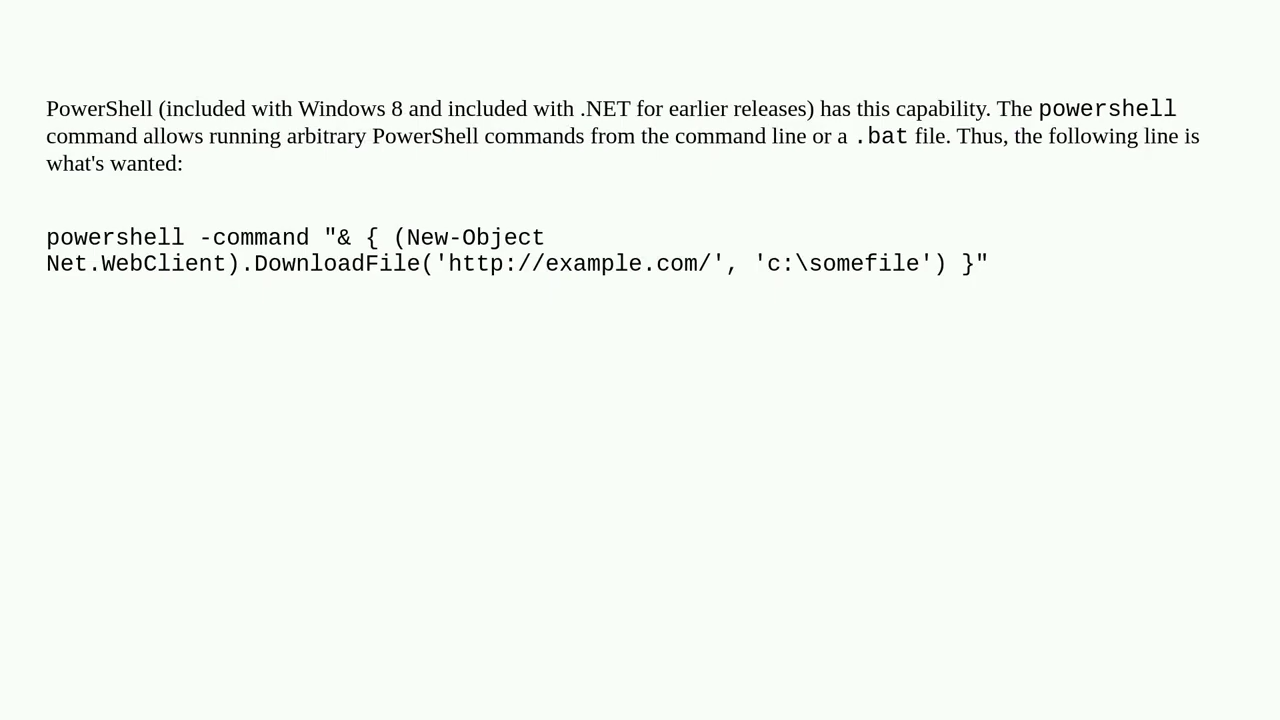 PowerShell (included with Windows 8 and included with .NET for earlier releases) has this capability. The powershell
command allows running arbitrary PowerShell commands from the command line or a .bat file. Thus, the following line is
what's wanted:
powershell -command "& { (New-Object
Net.WebClient).DownloadFile('http://example.com/', 'c:\somefile') }"